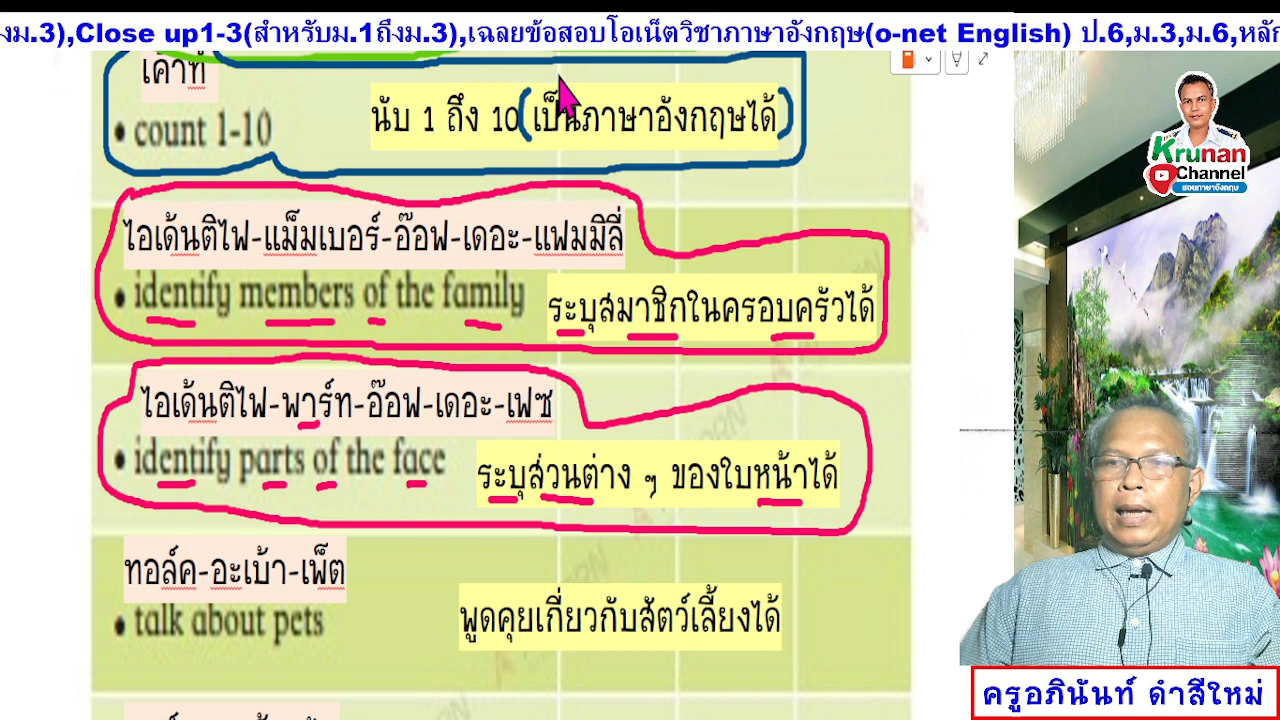 งม.3),Close up1-3(สำหรับม.1ถึงม.3),เฉลยข้อสอบโอเน็ตวิชาภาษาอังกฤษ(o-net English) ป.6,ม.3,ม.6,หลัก
• count 1-10
นับ 1 ถึง 10(เป็นภาษาอังกฤษได้)
Krunan
Channel
สอนภาษาอังกฤษ
ไอเด้นติไฟ-แม็มเบอร์-อ๊อฟ-เดอะ-แฟมมิลี่
• identify members of the family
ระบุสมาชิกในครอบครัวได้
ไอเด้นติไฟ-พาร์ท-อ๊อฟ-เดอะ-เฟซ
• identify parts of the face
ระบุส่วนต่าง ๆ ของใบหน้าได้
ทอล์ค-อะเบ้า-เพ็ต
• talk about pets
พูดคุยเกี่ยวกับสัตว์เลี้ยงได้
ครูอภินันท์ ดำสีใหม่